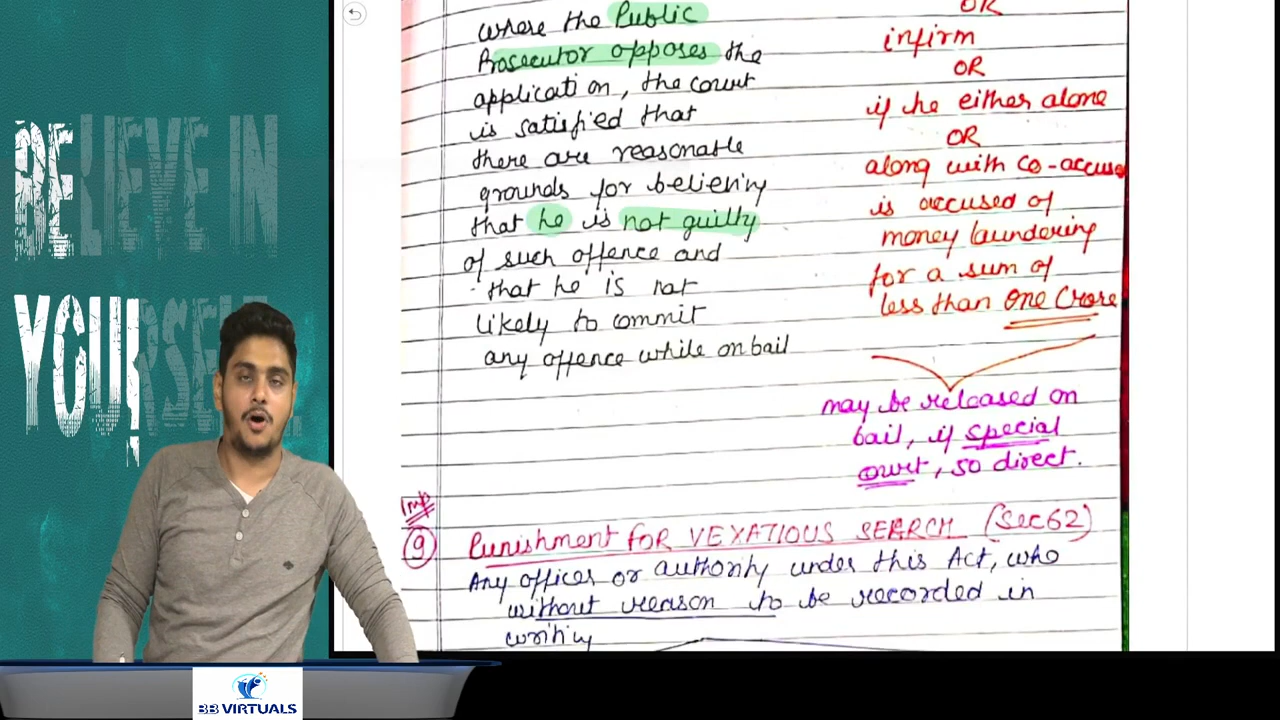 BELIEVE IN
YOURSELF
where the Public
Prosecutor opposes the
application, the court
is satisfied that
there are reasonable
grounds for believing
that he is not guilty
of such offence and
that he is not
likely to commit
any offence while on bail
OR
infirm
OR
if he either alone
OR
along with co-accused
is accused of
money laundering
for a sum of
less than One Crore
may be released on
bail, if special
court, so direct.
Imp
9 Punishment FOR VEXATIOUS SEARCH (Sec 62)
Any officer or authority under this Act, who
without reason to be recorded in
writing
BB VIRTUALS